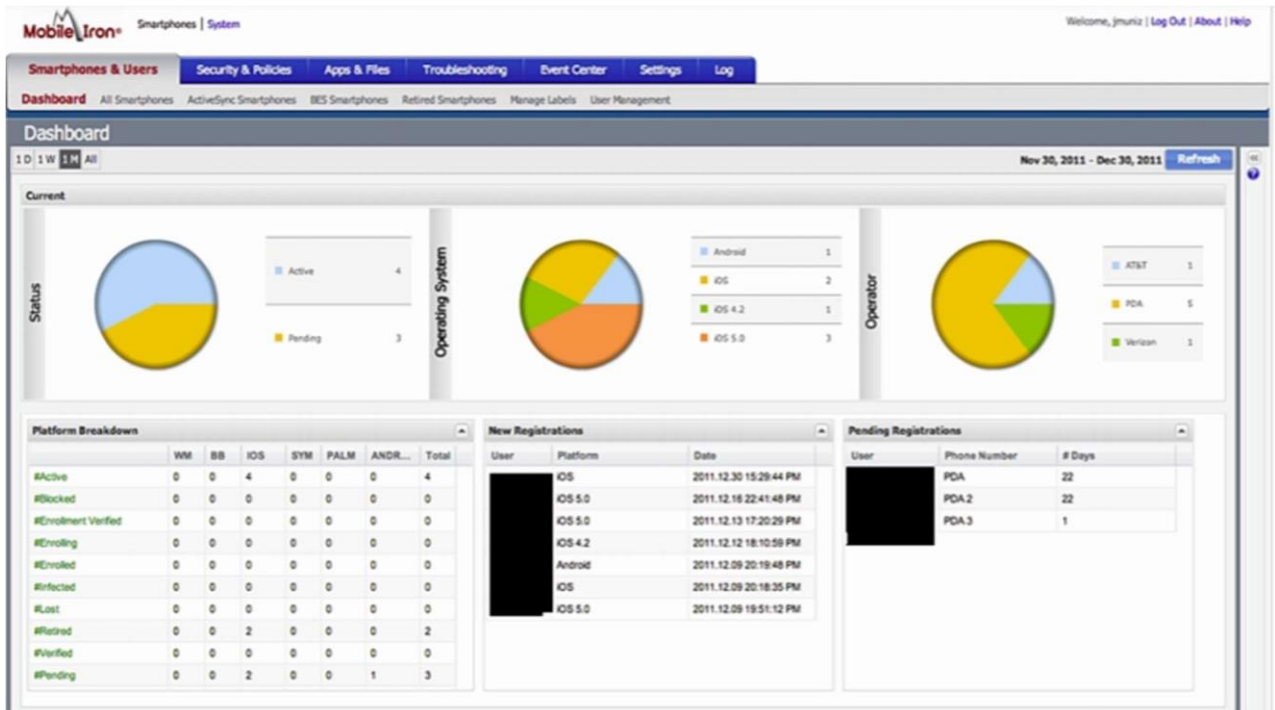 Mobile Iron® Smartphones | System Welcome, jmuniz | Log Out | About | Help
Smartphones & Users Security & Policies Apps & Files Troubleshooting Event Center Settings Log
Dashboard All Smartphones ActiveSync Smartphones BES Smartphones Retired Smartphones Manage Labels User Management
Dashboard
1 D 1 W 1 M All Nov 30, 2011 - Dec 30, 2011 Refresh
Current
Status
Active 4
Pending 3
Operating System
Android 1
iOS 2
iOS 4.2 1
iOS 5.0 3
Operator
AT&T 1
PDA 5
Verizon 1
Platform Breakdown
WM BB IOS SYM PALM ANDR... Total
#Active 0 0 4 0 0 0 4
#Blocked 0 0 0 0 0 0 0
#Enrollment Verified 0 0 0 0 0 0 0
#Enrolling 0 0 0 0 0 0 0
#Enrolled 0 0 0 0 0 0 0
#Infected 0 0 0 0 0 0 0
#Lost 0 0 0 0 0 0 0
#Retired 0 0 2 0 0 0 2
#Verified 0 0 0 0 0 0 0
#Pending 0 0 2 0 0 1 3
New Registrations
User Platform Date
iOS 2011.12.30 15:29:44 PM
iOS 5.0 2011.12.16 22:41:48 PM
iOS 5.0 2011.12.13 17:20:29 PM
iOS 4.2 2011.12.12 18:10:59 PM
Android 2011.12.09 20:19:48 PM
iOS 2011.12.09 20:18:35 PM
iOS 5.0 2011.12.09 19:51:12 PM
Pending Registrations
User Phone Number # Days
PDA 22
PDA 2 22
PDA 3 1